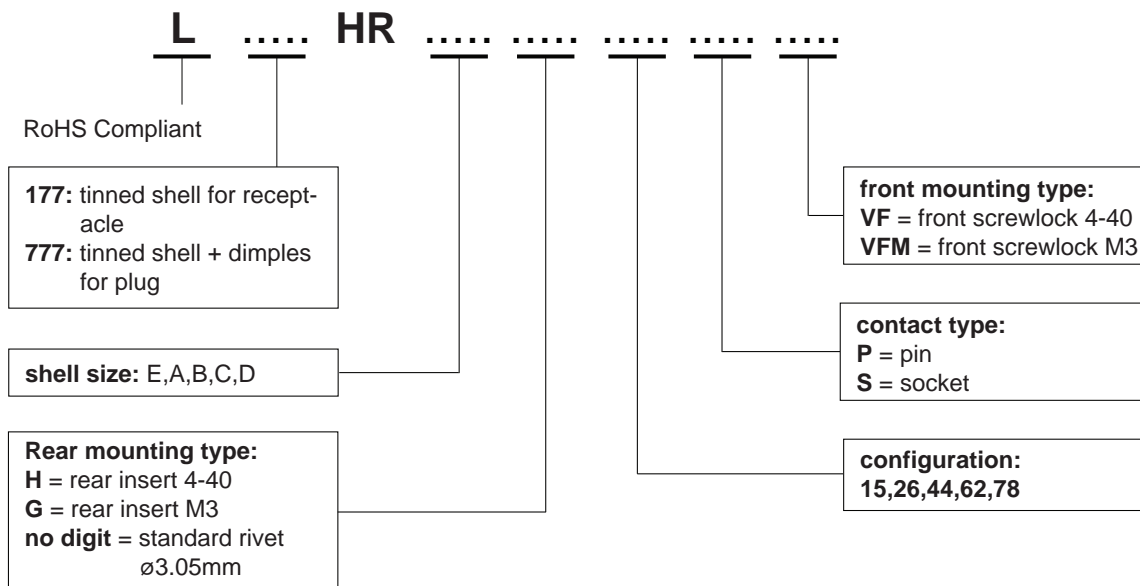 L ..... HR ..... ..... ..... ..... .....
RoHS Compliant
177: tinned shell for recept-
acle
777: tinned shell + dimples
for plug
shell size: E,A,B,C,D
Rear mounting type:
H = rear insert 4-40
G = rear insert M3
no digit = standard rivet
ø3.05mm
front mounting type:
VF = front screwlock 4-40
VFM = front screwlock M3
contact type:
P = pin
S = socket
configuration:
15,26,44,62,78